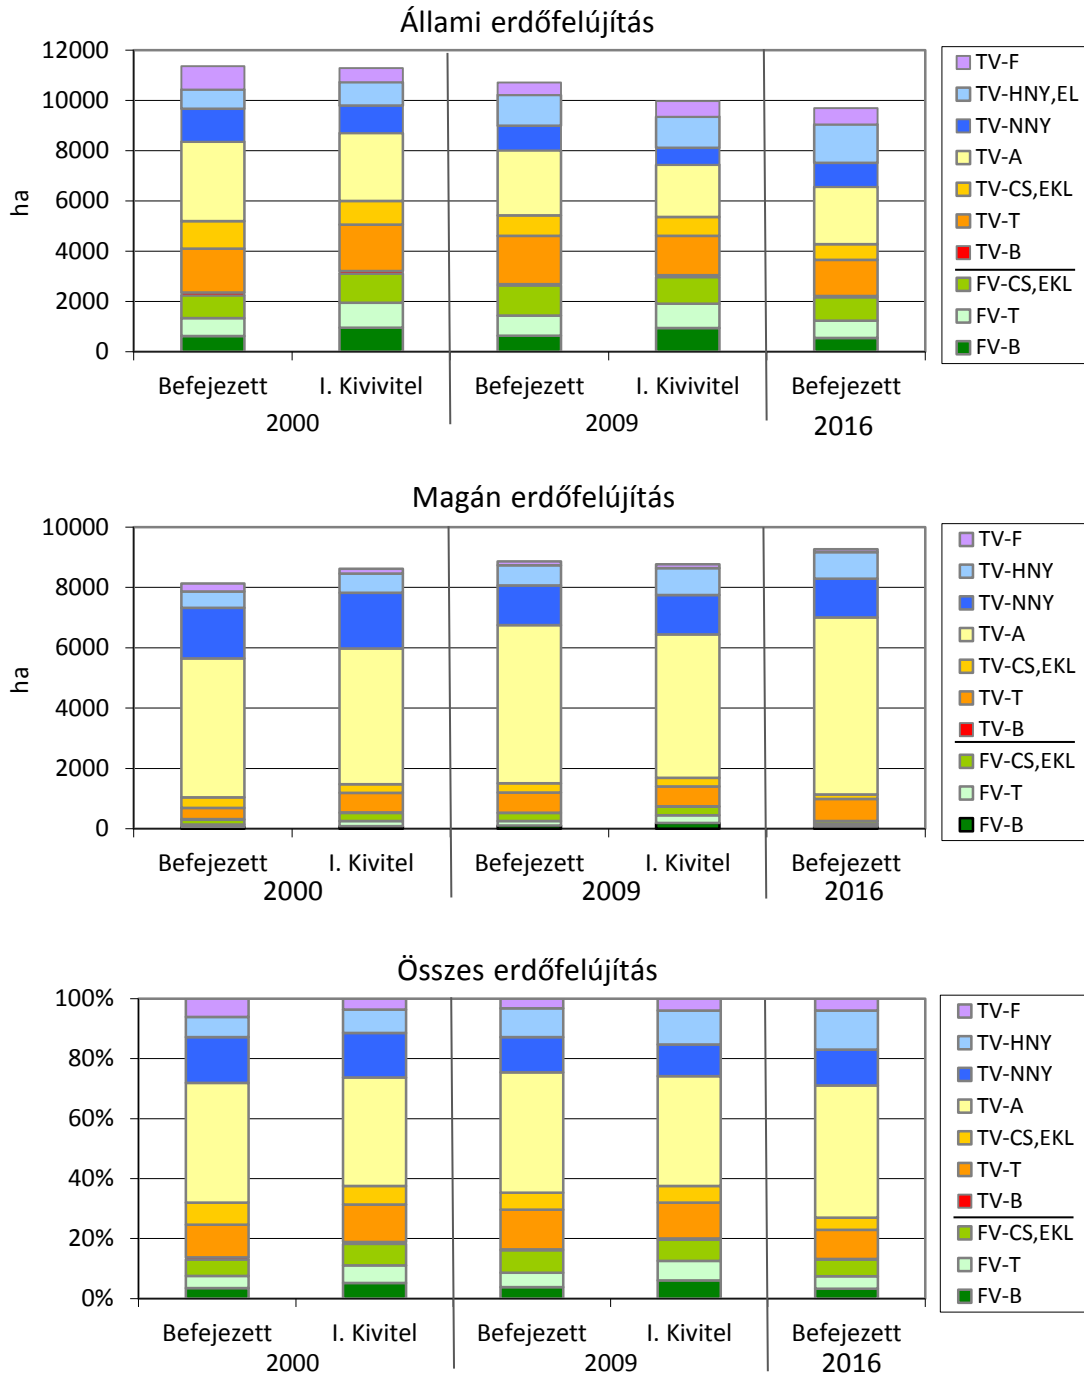 Állami erdőfelújítás
12000
10000
8000
6000
4000
2000
0
ha
Befejezett I. Kivivitel Befejezett I. Kivivitel Befejezett
2000 2009 2016
TV-F
TV-HNY,EL
TV-NNY
TV-A
TV-CS,EKL
TV-T
TV-B
FV-CS,EKL
FV-T
FV-B
Magán erdőfelújítás
10000
8000
6000
4000
2000
0
ha
Befejezett I. Kivitel Befejezett I. Kivitel Befejezett
2000 2009 2016
TV-F
TV-HNY
TV-NNY
TV-A
TV-CS,EKL
TV-T
TV-B
FV-CS,EKL
FV-T
FV-B
Összes erdőfelújítás
100%
80%
60%
40%
20%
0%
Befejezett I. Kivitel Befejezett I. Kivitel Befejezett
2000 2009 2016
TV-F
TV-HNY
TV-NNY
TV-A
TV-CS,EKL
TV-T
TV-B
FV-CS,EKL
FV-T
FV-B